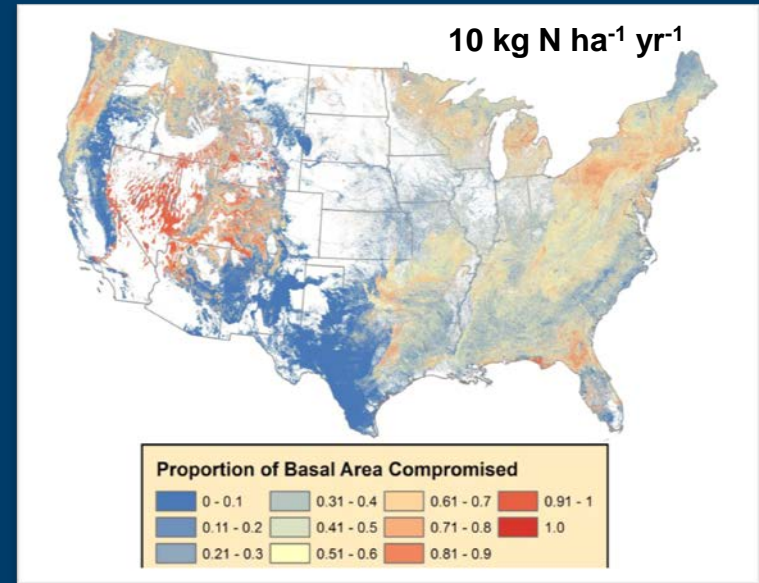 10 kg N ha⁻¹ yr⁻¹
Proportion of Basal Area Compromised
0 - 0.1 0.31 - 0.4 0.61 - 0.7 0.91 - 1
0.11 - 0.2 0.41 - 0.5 0.71 - 0.8 1.0
0.21 - 0.3 0.51 - 0.6 0.81 - 0.9